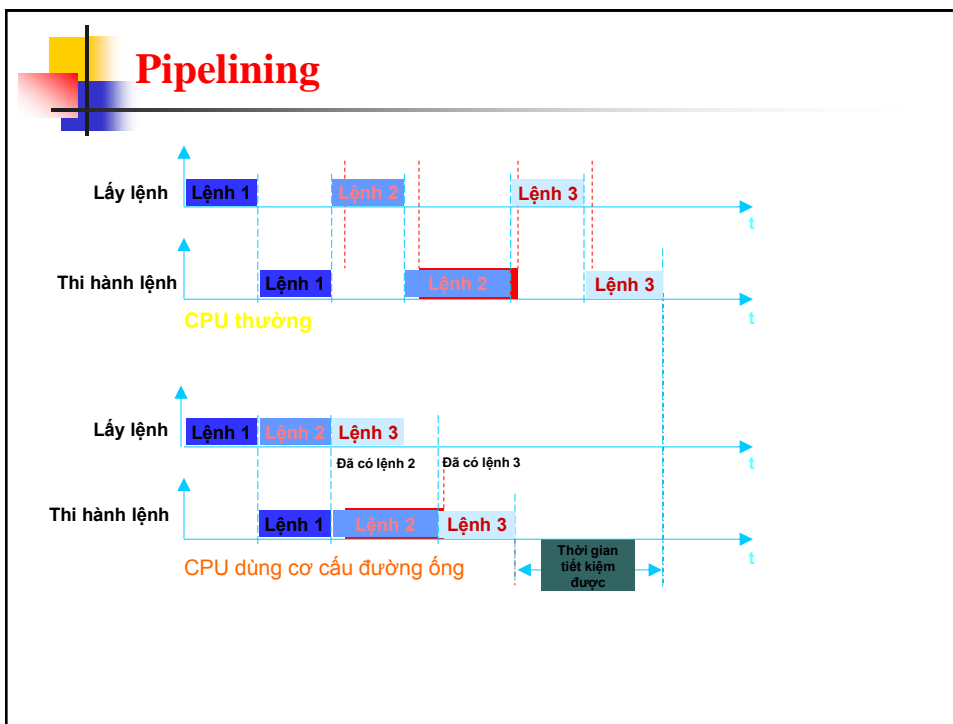 Pipelining
Lấy lệnh
Lệnh 1
Lệnh 2
Lệnh 3
t
Thi hành lệnh
Lệnh 1
Lệnh 2
Lệnh 3
t
CPU thường
Lấy lệnh
Lệnh 1
Lệnh 2
Lệnh 3
t
Đã có lệnh 2
Đã có lệnh 3
Thi hành lệnh
Lệnh 1
Lệnh 2
Lệnh 3
t
CPU dùng cơ cấu đường ống
Thời gian
tiết kiệm
được